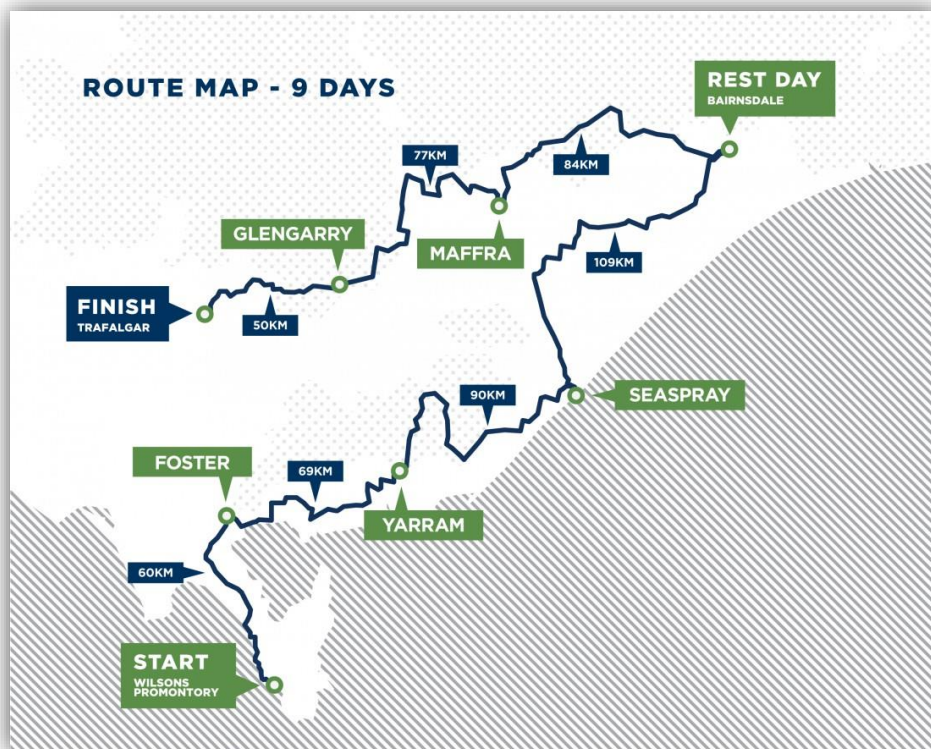 ROUTE MAP - 9 DAYS
REST DAY
BAIRNSDALE
77KM
84KM
GLENGARRY
MAFFRA
109KM
FINISH
TRAFALGAR
50KM
90KM
SEASPRAY
FOSTER
69KM
YARRAM
60KM
START
WILSONS
PROMONTORY